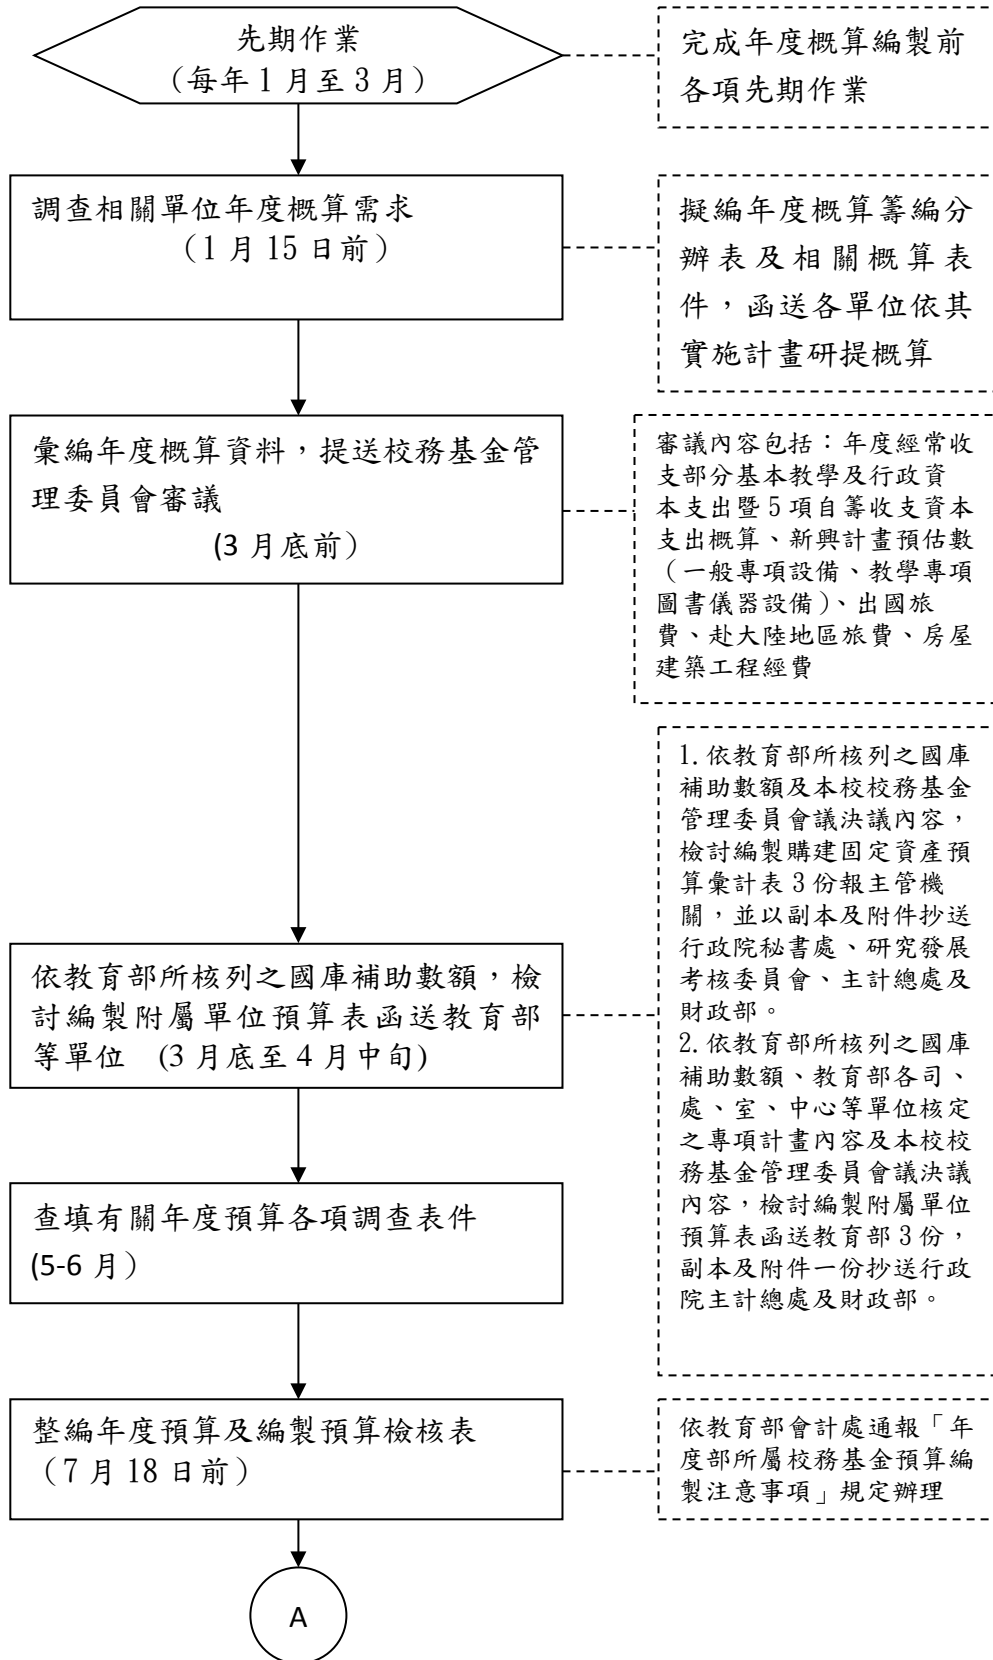 先期作業
（每年 1 月至 3 月）
完成年度概算編製前
各項先期作業
調查相關單位年度概算需求
（1 月 15 日前）
擬編年度概算籌編分
辦表及相關概算表
件，函送各單位依其
實施計畫研提概算
彙編年度概算資料，提送校務基金管
理委員會審議
(3 月底前）
審議內容包括：年度經常收
支部分基本教學及行政資
本支出暨 5 項自籌收支資本
支出概算、新興計畫預估數
（一般專項設備、教學專項
圖書儀器設備）、出國旅
費、赴大陸地區旅費、房屋
建築工程經費
依教育部所核列之國庫補助數額，檢
討編製附屬單位預算表函送教育部
等單位 (3 月底至 4 月中旬)
1. 依教育部所核列之國庫
補助數額及本校校務基金
管理委員會議決議內容，
檢討編製購建固定資產預
算彙計表 3 份報主管機
關，並以副本及附件抄送
行政院秘書處、研究發展
考核委員會、主計總處及
財政部。
2. 依教育部所核列之國庫
補助數額、教育部各司、
處、室、中心等單位核定
之專項計畫內容及本校校
務基金管理委員會議決議
內容，檢討編製附屬單位
預算表函送教育部 3 份，
副本及附件一份抄送行政
院主計總處及財政部。
查填有關年度預算各項調查表件
(5-6 月）
整編年度預算及編製預算檢核表
（7 月 18 日前）
依教育部會計處通報「年
度部所屬校務基金預算編
製注意事項」規定辦理
A